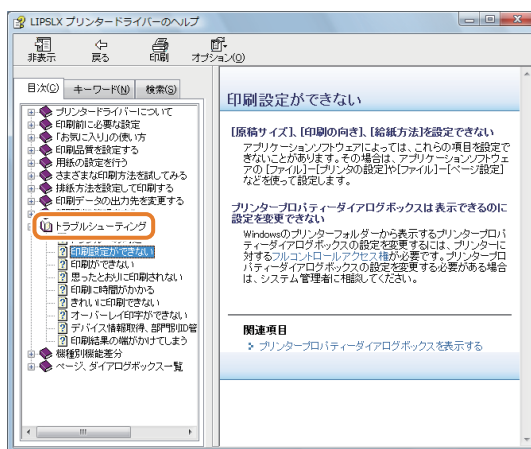 LIPSLX プリンタードライバーのヘルプ
非表示 戻る 印刷 オプション(O)
目次(C) キーワード(N) 検索(S)
プリンタードライバーについて
印刷前に必要な設定
「お気に入り」の使い方
印刷品質を設定する
用紙の設定を行う
さまざまな印刷方法を試してみる
排紙方法を設定して印刷する
印刷データの出力先を変更する
トラブルシューティング
印刷設定ができない
印刷ができない
思ったとおりに印刷されない
印刷に時間がかかる
きれいに印刷できない
オーバーレイ印字ができない
デバイス情報取得、部門別ID管
印刷結果の端がかけてしまう
機種別機能差分
ページ、ダイアログボックス一覧
印刷設定ができない
[原稿サイズ]、[印刷の向き]、[給紙方法]を設定できない
アプリケーションソフトウェアによっては、これらの項目を設定で
きないことがあります。その場合は、アプリケーションソフトウェ
アの [ファイル]-[プリンタの設定]や[ファイル]-[ページ設定]
などを使って設定します。
プリンタープロパティーダイアログボックスは表示できるのに
設定を変更できない
Windowsのプリンターフォルダーから表示するプリンタープロパ
ティーダイアログボックスの設定を変更するには、プリンターに
対するフルコントロールアクセス権が必要です。プリンタープロ
パティーダイアログボックスの設定を変更する必要がある場合
は、システム管理者に相談してください。
関連項目
プリンタープロパティーダイアログボックスを表示する